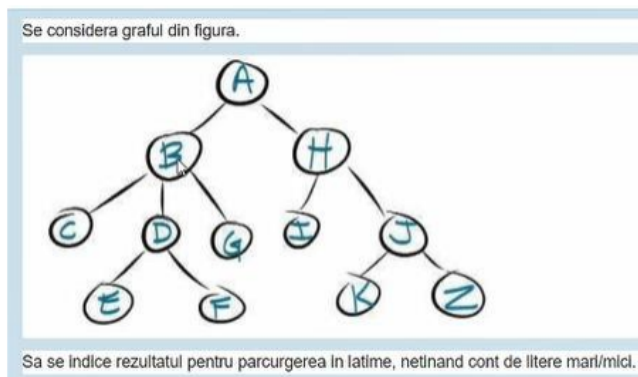 Se considera graful din figura.
A
B H
C D G I J
E F K Z
Sa se indice rezultatul pentru parcurgerea in latime, netinand cont de litere mari/mici.